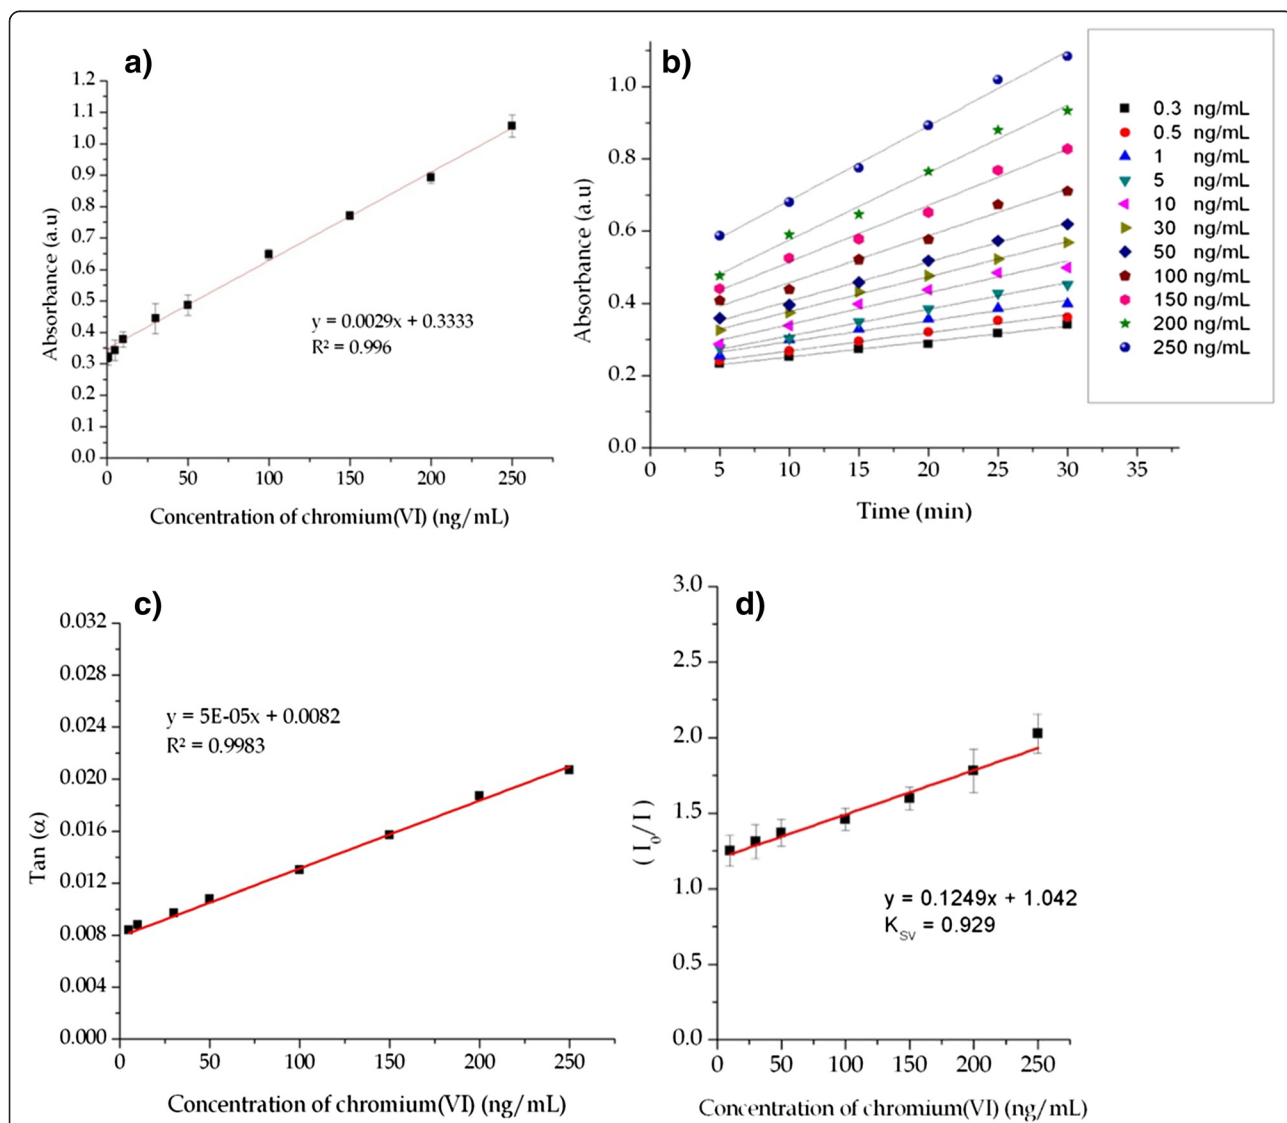 a)
1.2
1.1
1.0
0.9
0.8
0.7
0.6
0.5
0.4
0.3
0.2
0.1
0.0
Absorbance (a.u)
y = 0.0029x + 0.3333
R² = 0.996
0 50 100 150 200 250
Concentration of chromium(VI) (ng/mL)
b)
1.0
0.8
0.6
0.4
0.2
0.0
Absorbance (a.u)
0 5 10 15 20 25 30 35
Time (min)
0.3 ng/mL
0.5 ng/mL
1 ng/mL
5 ng/mL
10 ng/mL
30 ng/mL
50 ng/mL
100 ng/mL
150 ng/mL
200 ng/mL
250 ng/mL
c)
0.032
0.028
0.024
0.020
0.016
0.012
0.008
0.004
0.000
Tan (α)
y = 5E-05x + 0.0082
R² = 0.9983
0 50 100 150 200 250
Concentration of chromium(VI) (ng/mL)
d)
3.0
2.5
2.0
1.5
1.0
0.5
0.0
( I₀/I )
y = 0.1249x + 1.042
K_SV = 0.929
0 50 100 150 200 250
Concentration of chromium(VI) (ng/mL)